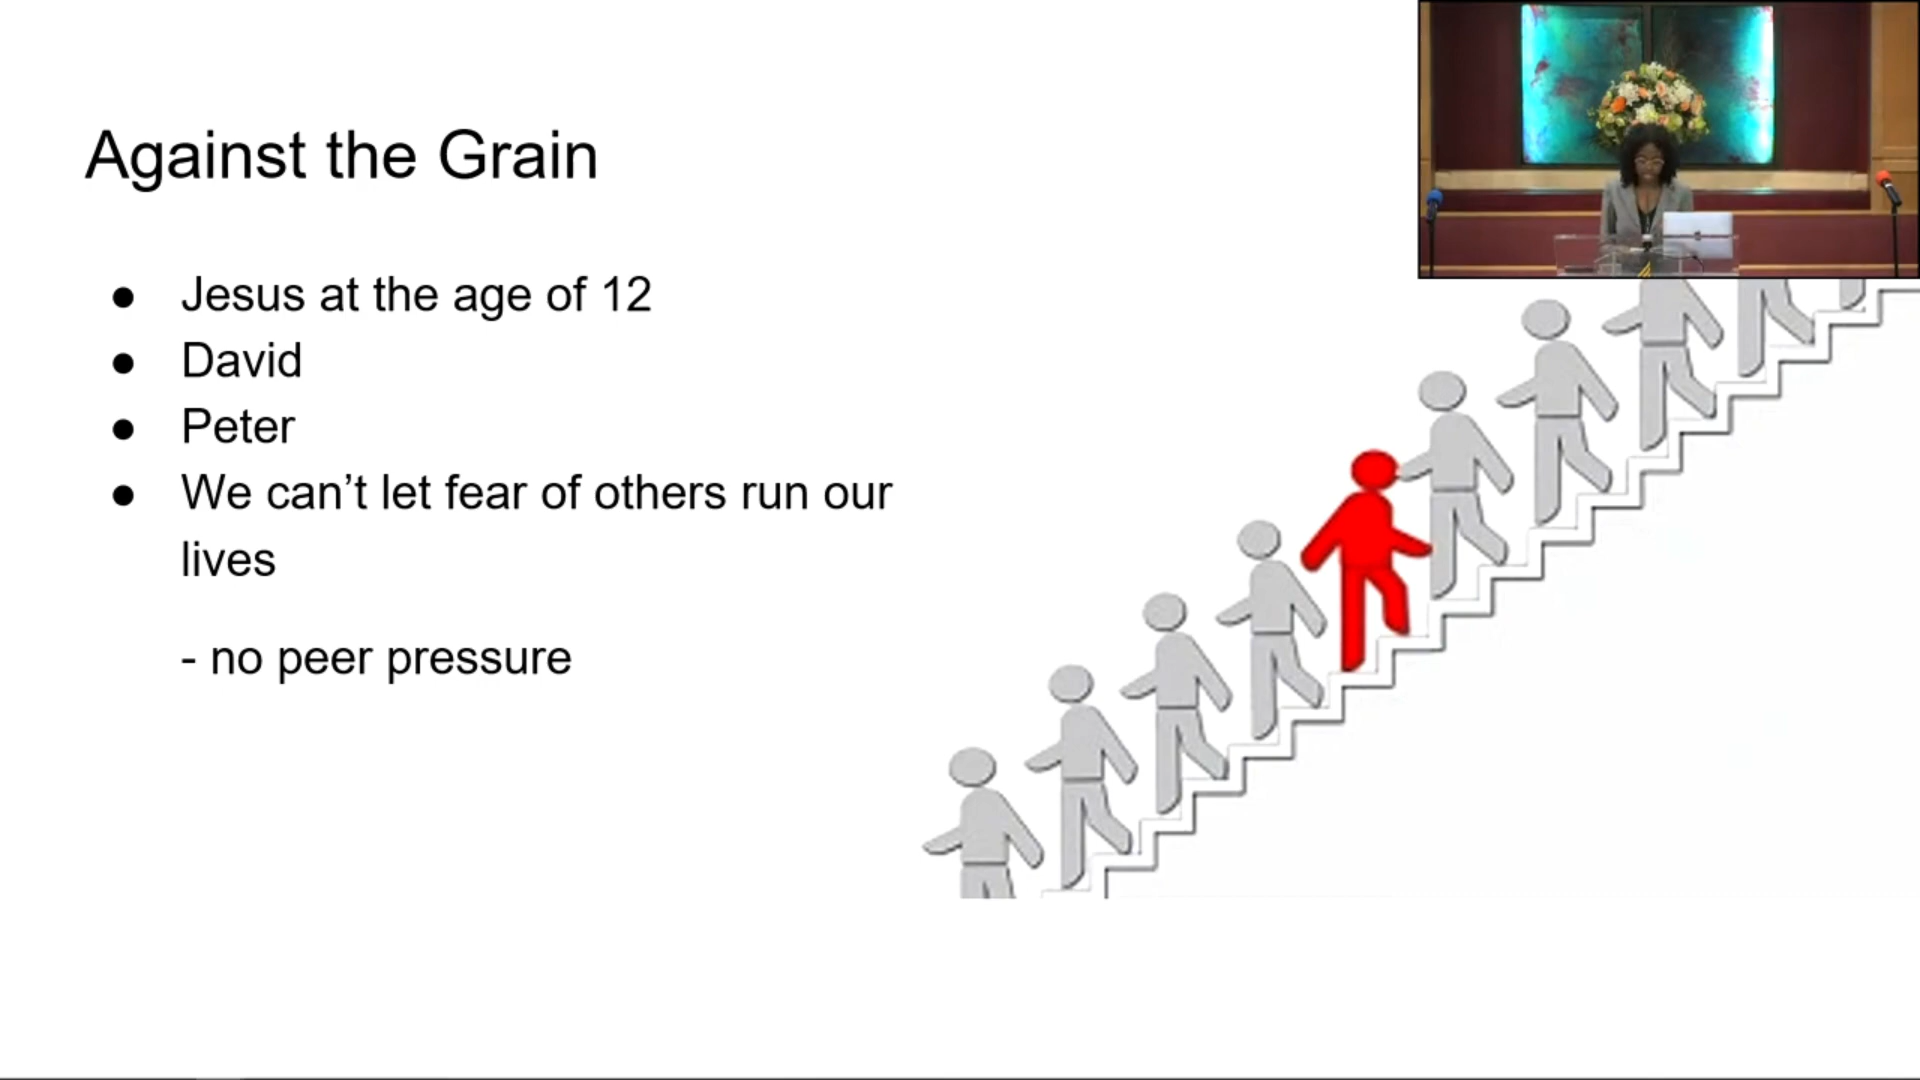 Against the Grain
● Jesus at the age of 12
● David
● Peter
● We can’t let fear of others run our
lives
- no peer pressure